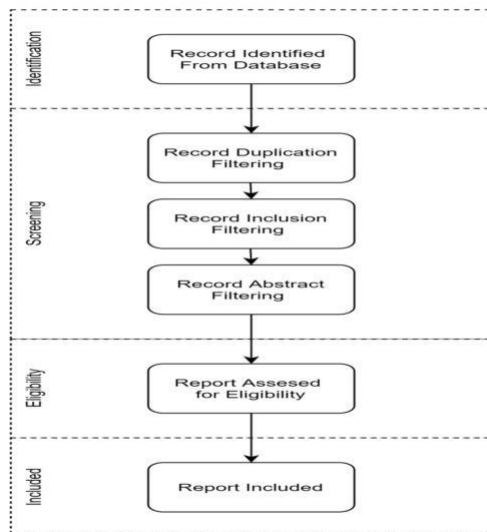 Identification
Record Identified
From Database
Screening
Record Duplication
Filtering
Record Inclusion
Filtering
Record Abstract
Filtering
Eligibility
Report Assesed
for Eligibility
Included
Report Included